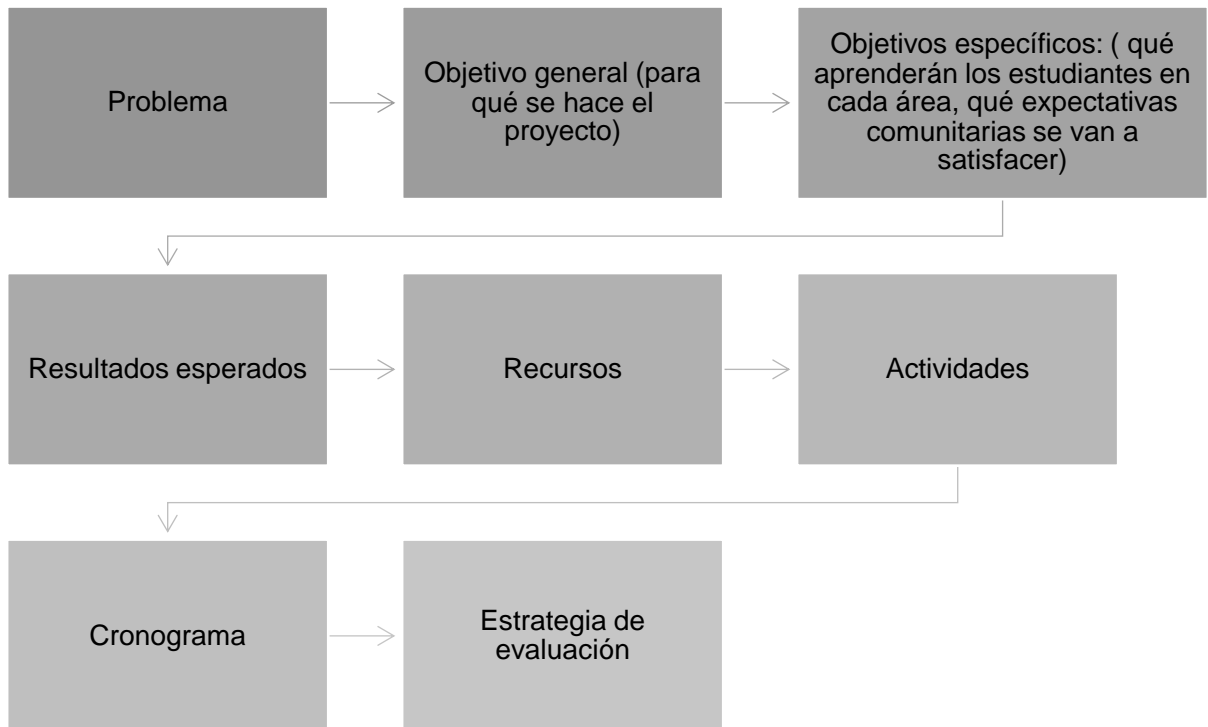 Problema
Objetivo general (para
qué se hace el
proyecto)
Objetivos específicos: ( qué
aprenderán los estudiantes en
cada área, qué expectativas
comunitarias se van a
satisfacer)
Resultados esperados
Recursos
Actividades
Cronograma
Estrategia de
evaluación